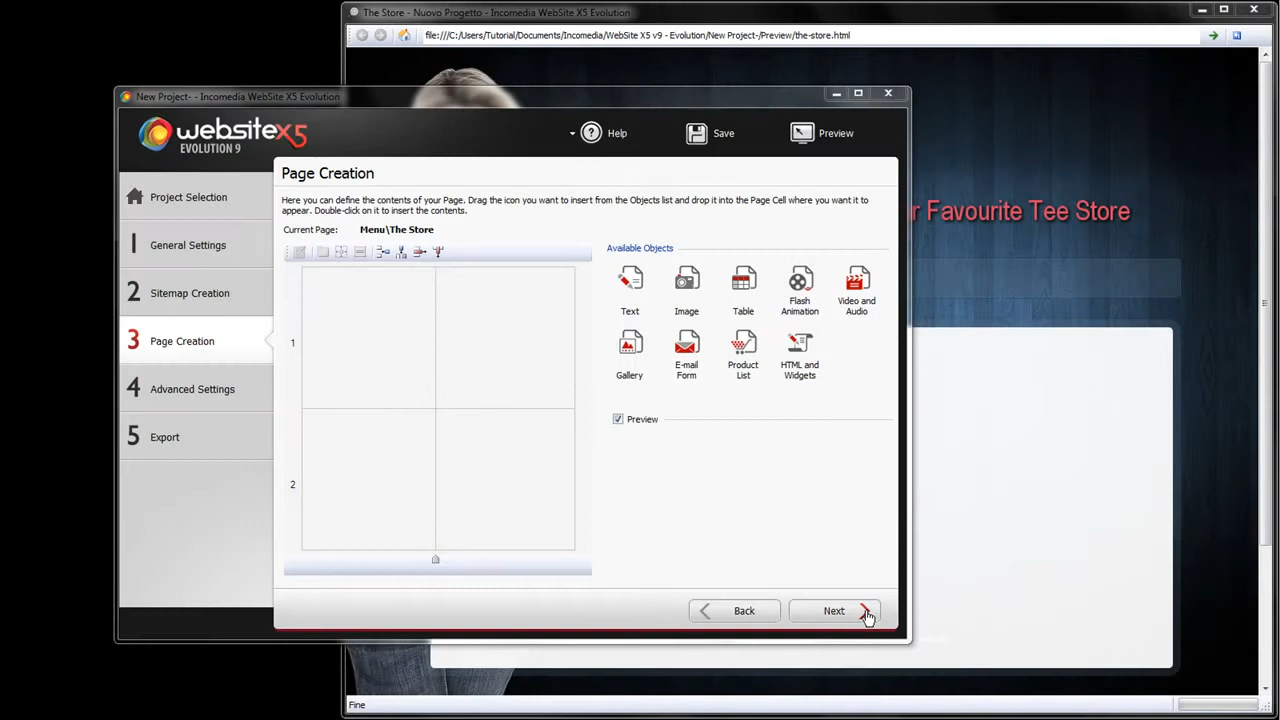 The Store - Nuovo Progetto - Incomedia WebSite X5 Evolution
file:///C:/Users/Tutorial/Documents/Incomedia/WebSite X5 v9 - Evolution/New Project-/Preview/the-store.html
New Project- - Incomedia WebSite X5 Evolution
websitex5
EVOLUTION 9
Help
Save
Preview
Project Selection
1 General Settings
2 Sitemap Creation
3 Page Creation
4 Advanced Settings
5 Export
Page Creation
Here you can define the contents of your Page. Drag the icon you want to insert from the Objects list and drop it into the Page Cell where you want it to
appear. Double-click on it to insert the contents.
Current Page: Menu\The Store
1
2
Available Objects
Text
Image
Table
Flash
Animation
Video and
Audio
Gallery
E-mail
Form
Product
List
HTML and
Widgets
Preview
Back
Next
r Favourite Tee Store
Fine